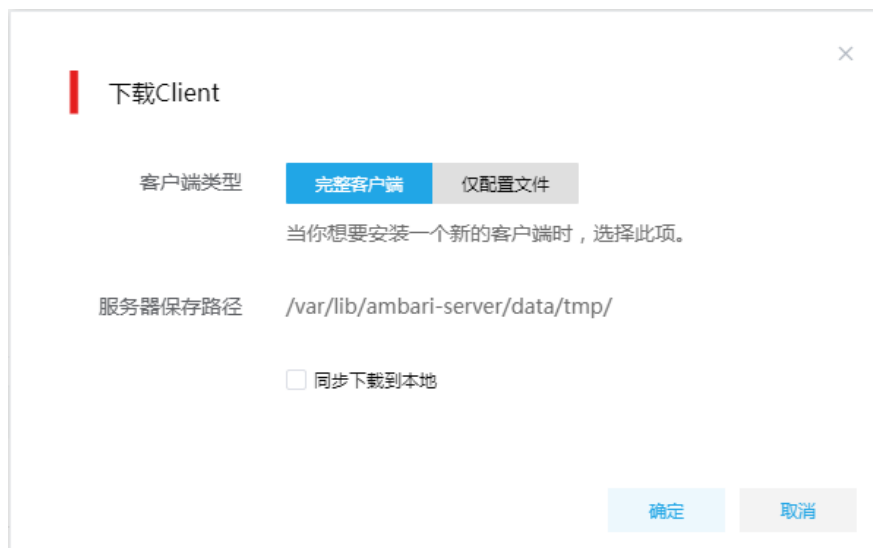 下载Client
客户端类型 完整客户端 仅配置文件
当你想要安装一个新的客户端时，选择此项。
服务器保存路径 /var/lib/ambari-server/data/tmp/
同步下载到本地
确定 取消